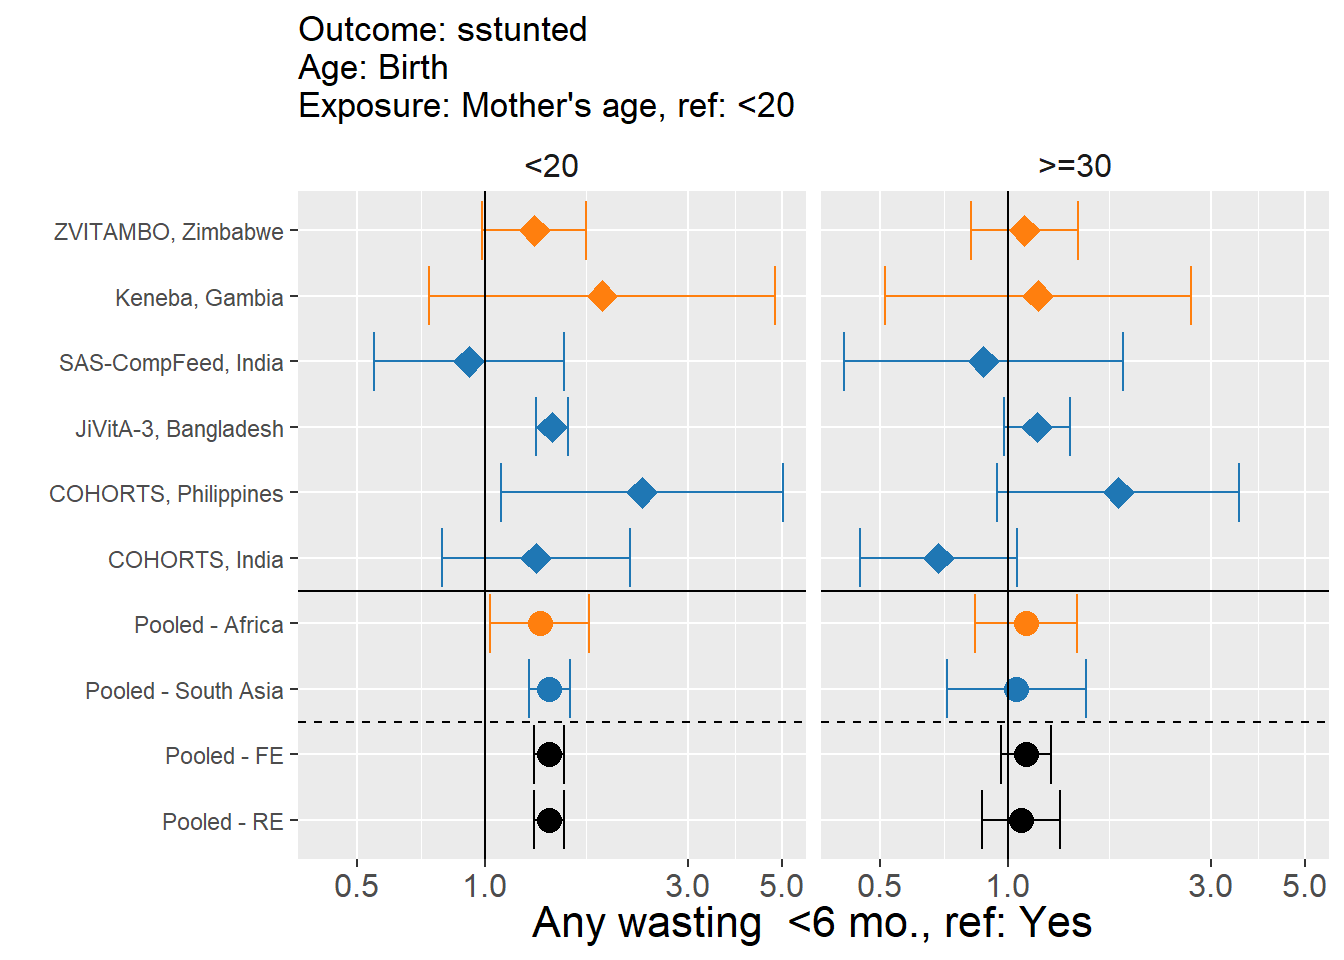 Outcome: sstunted
Age: Birth
Exposure: Mother's age, ref: <20
<20
>=30
ZVITAMBO, Zimbabwe
Keneba, Gambia
SAS-CompFeed, India
JiVitA-3, Bangladesh
COHORTS, Philippines
COHORTS, India
Pooled - Africa
Pooled - South Asia
Pooled - FE
Pooled - RE
0.5 1.0 3.0 5.0 0.5 1.0 3.0 5.0
Any wasting  <6 mo., ref: Yes